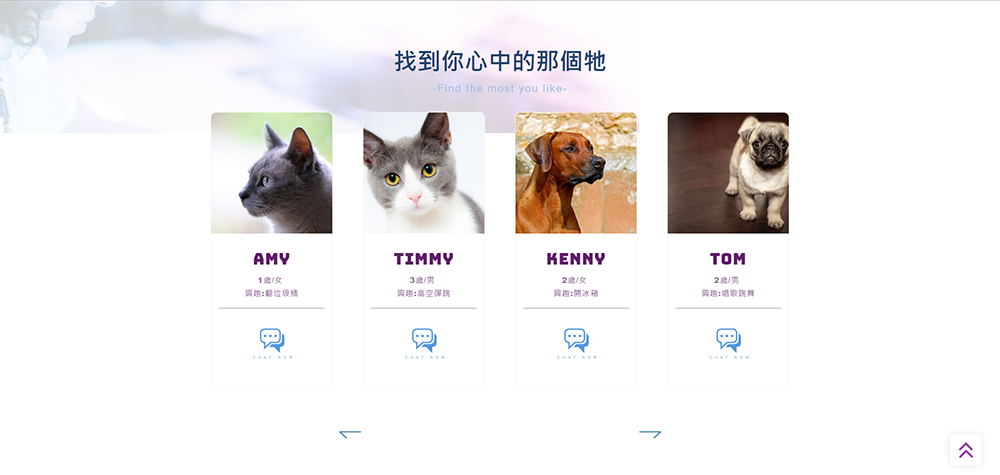 找到你心中的那個牠
-Find the most you like-
AMY
1歲/女
興趣:翻垃圾桶
CHAT NOW
TIMMY
3歲/男
興趣:高空彈跳
CHAT NOW
KENNY
2歲/女
興趣:開冰箱
CHAT NOW
TOM
2歲/男
興趣:唱歌跳舞
CHAT NOW